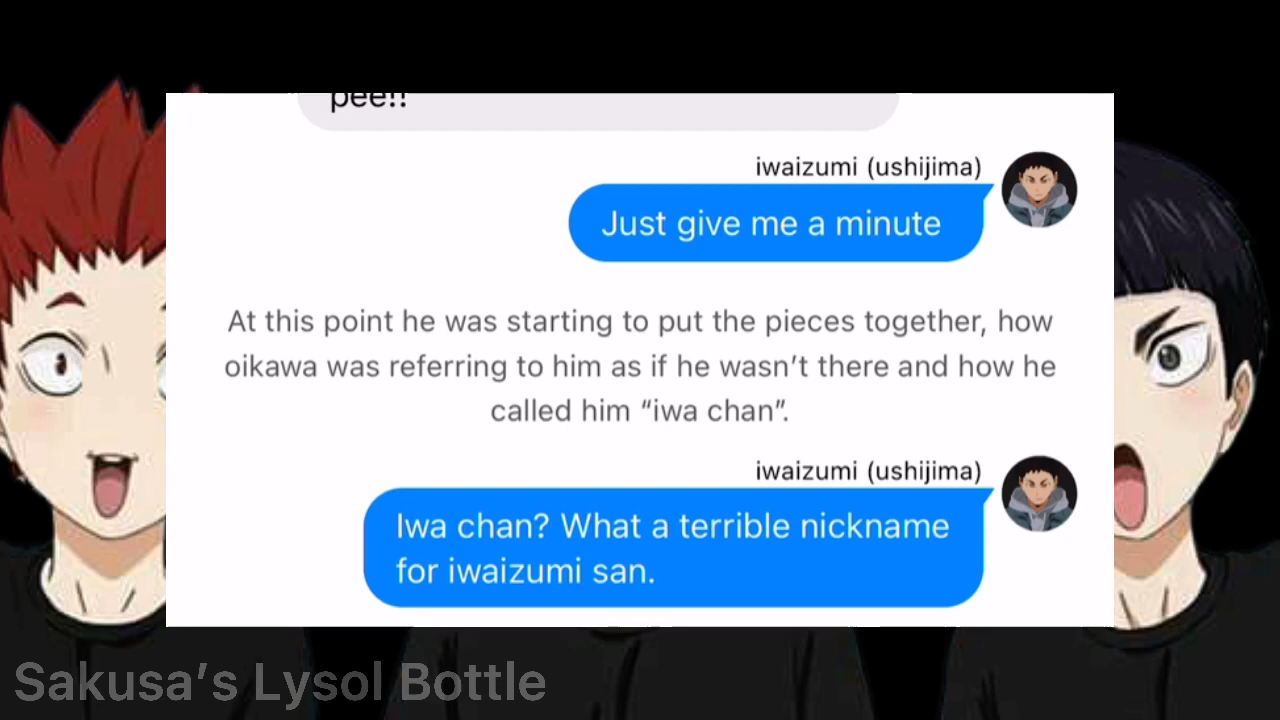 pee!!
iwaizumi (ushijima)
Just give me a minute
At this point he was starting to put the pieces together, how
oikawa was referring to him as if he wasn’t there and how he
called him “iwa chan”.
iwaizumi (ushijima)
Iwa chan? What a terrible nickname
for iwaizumi san.
Sakusa’s Lysol Bottle